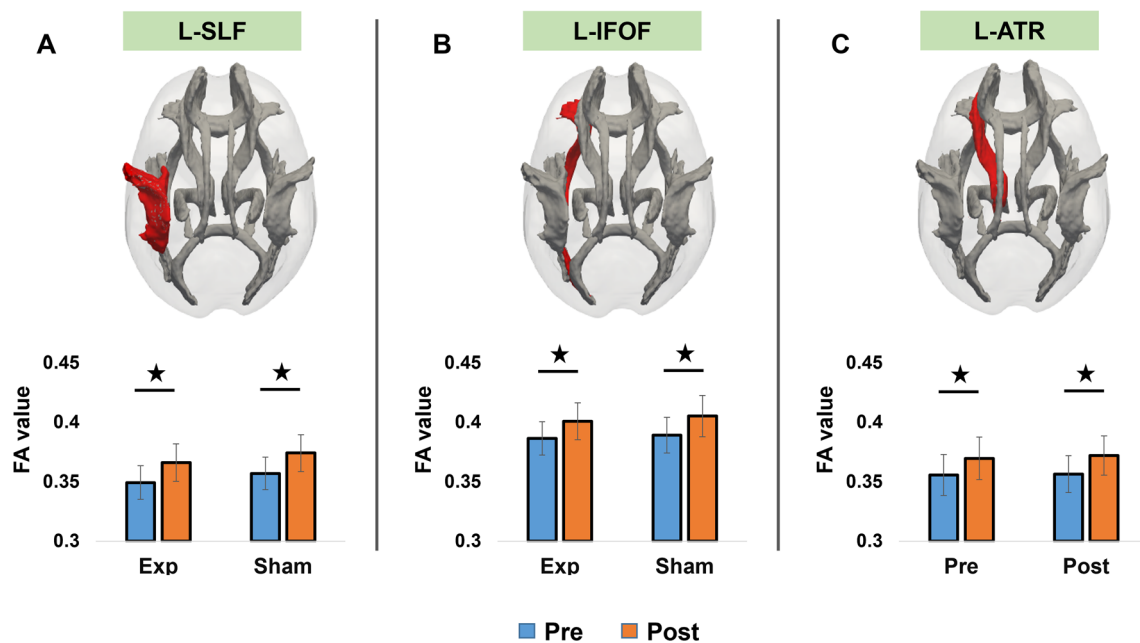 A
L-SLF
B
L-IFOF
C
L-ATR
FA value
0.45
0.4
0.35
0.3
Exp
Sham
FA value
0.45
0.4
0.35
0.3
Exp
Sham
FA value
0.45
0.4
0.35
0.3
Pre
Post
Pre
Post